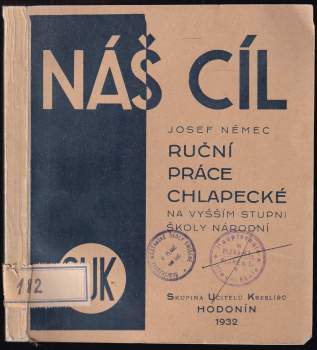 NÁŠ CÍL
JOSEF NĚMEC
RUČNÍ
PRÁCE
CHLAPECKÉ
NA VYŠŠÍM STUPNI
ŠKOLY NÁRODNÍ
SUK
112
SKUPINA UČITELŮ KRESLÍŘŮ
HODONÍN
1932